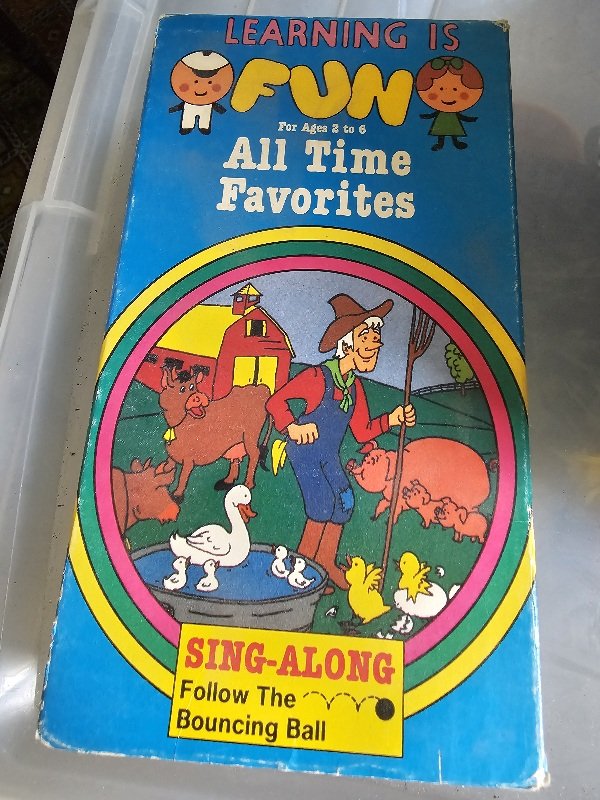 LEARNING IS
FUN
For Ages 2 to 6
All Time
Favorites
SING-ALONG
Follow The
Bouncing Ball